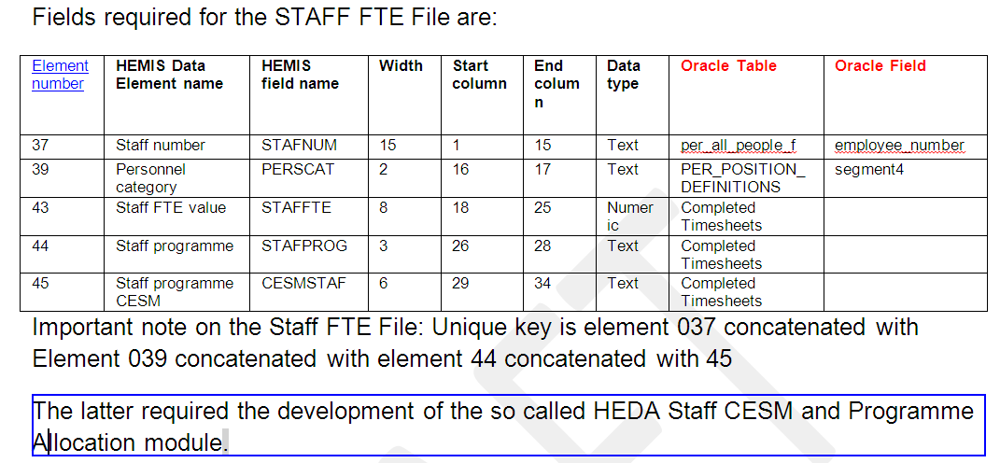 Fields required for the STAFF FTE File are:
Element number HEMIS Data Element name HEMIS field name Width Start column End column Data type Oracle Table Oracle Field
37 Staff number STAFNUM 15 1 15 Text per_all_people_f employee_number
39 Personnel category PERSCAT 2 16 17 Text PER_POSITION_DEFINITIONS segment4
43 Staff FTE value STAFFTE 8 18 25 Numeric Completed Timesheets
44 Staff programme STAFPROG 3 26 28 Text Completed Timesheets
45 Staff programme CESM CESMSTAF 6 29 34 Text Completed Timesheets
Important note on the Staff FTE File: Unique key is element 037 concatenated with
Element 039 concatenated with element 44 concatenated with 45
The latter required the development of the so called HEDA Staff CESM and Programme
Allocation module.